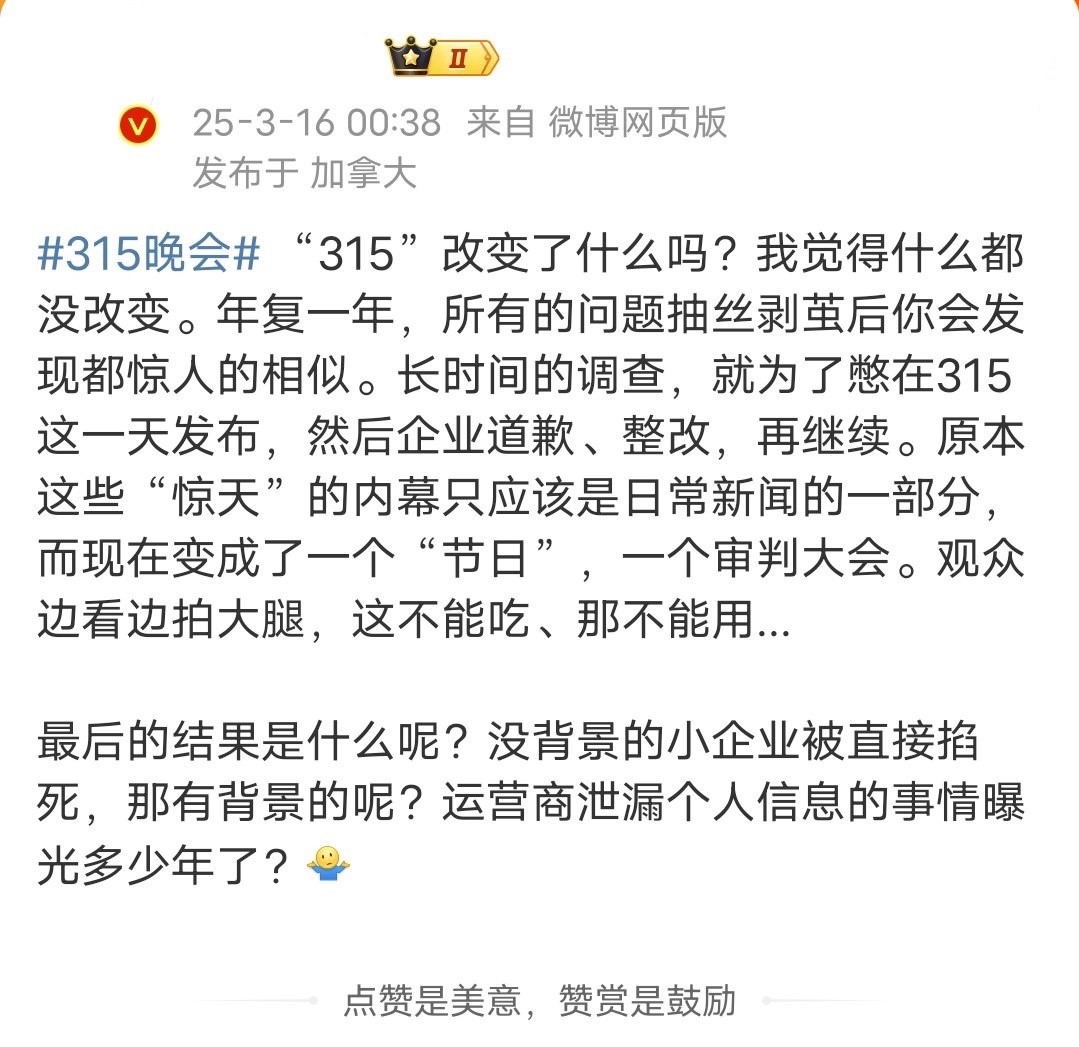 II
V
25-3-16 00:38 来自 微博网页版
发布于 加拿大
#315晚会# “315”改变了什么吗？我觉得什么都
没改变。年复一年，所有的问题抽丝剥茧后你会发
现都惊人的相似。长时间的调查，就为了憋在315
这一天发布，然后企业道歉、整改，再继续。原本
这些“惊天”的内幕只应该是日常新闻的一部分，
而现在变成了一个“节日”，一个审判大会。观众
边看边拍大腿，这不能吃、那不能用...
最后的结果是什么呢？没背景的小企业被直接掐
死，那有背景的呢？运营商泄漏个人信息的事情曝
光多少年了？🤷
点赞是美意，赞赏是鼓励